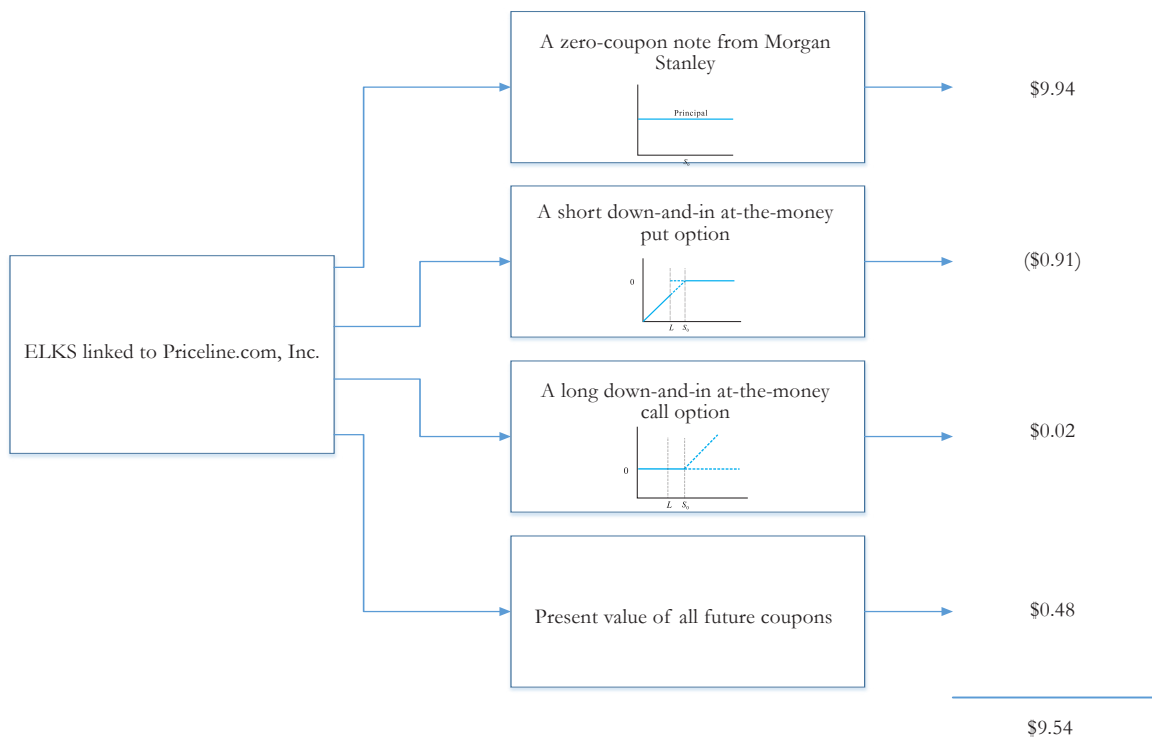 A zero-coupon note from Morgan
Stanley
Principal
S₀
$9.94
A short down-and-in at-the-money
put option
0
L
S₀
($0.91)
ELKS linked to Priceline.com, Inc.
A long down-and-in at-the-money
call option
0
L
S₀
$0.02
Present value of all future coupons
$0.48
$9.54